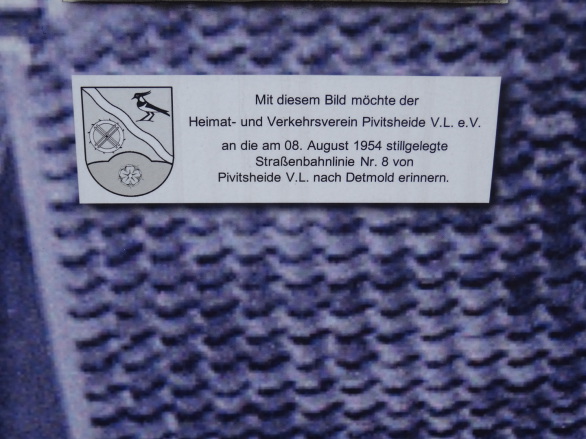 Mit diesem Bild möchte der
Heimat- und Verkehrsverein Pivitsheide V.L. e.V.
an die am 08. August 1954 stillgelegte
Straßenbahnlinie Nr. 8 von
Pivitsheide V.L. nach Detmold erinnern.